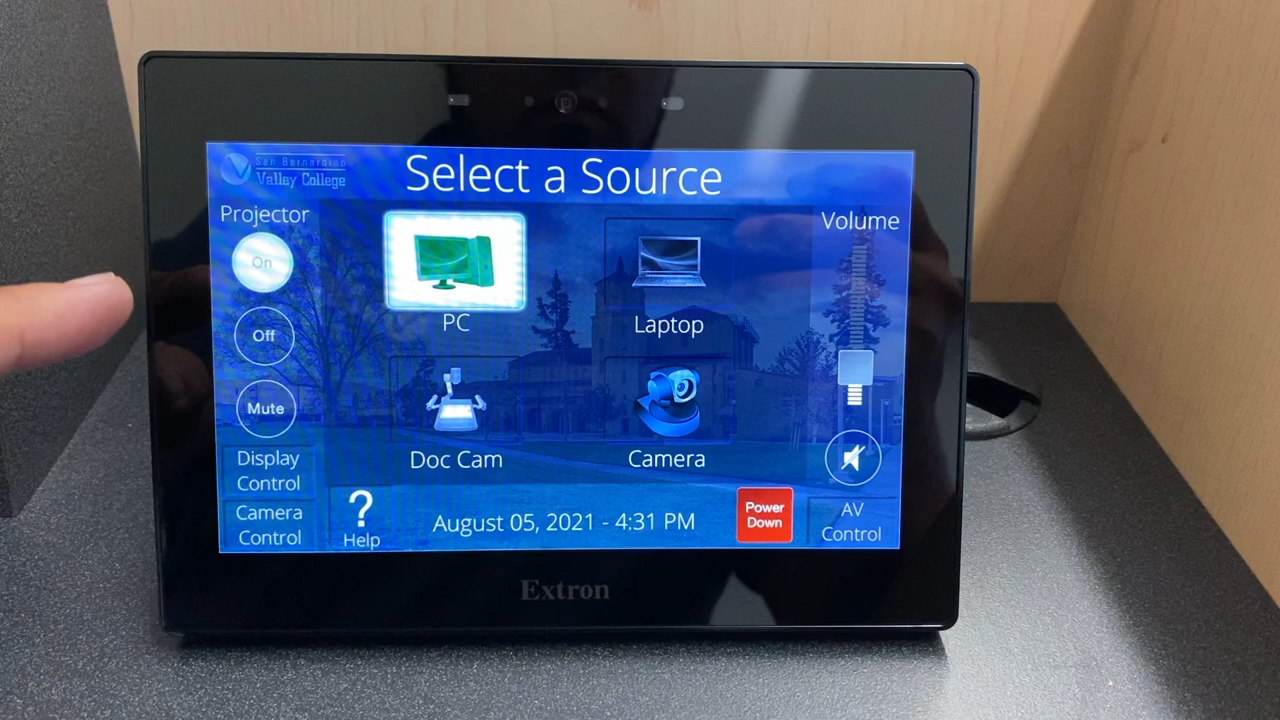 San Bernardino
Valley College
Select a Source
Projector
On
Off
Mute
Display
Control
Camera
Control
PC
Laptop
Doc Cam
Camera
Volume
?
Help
August 05, 2021 - 4:31 PM
Power
Down
AV
Control
Extron